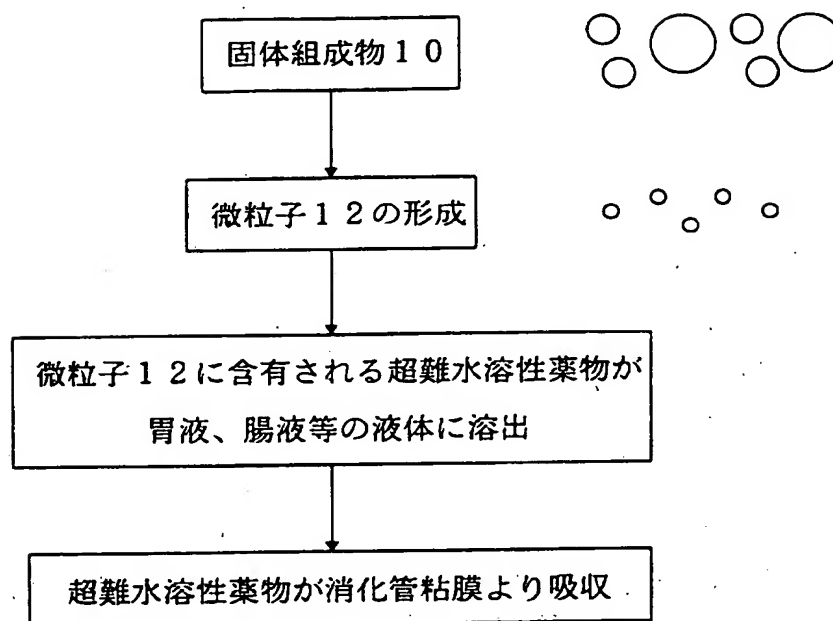 固体組成物１０
微粒子１２の形成
微粒子１２に含有される超難水溶性薬物が
胃液、腸液等の液体に溶出
超難水溶性薬物が消化管粘膜より吸収